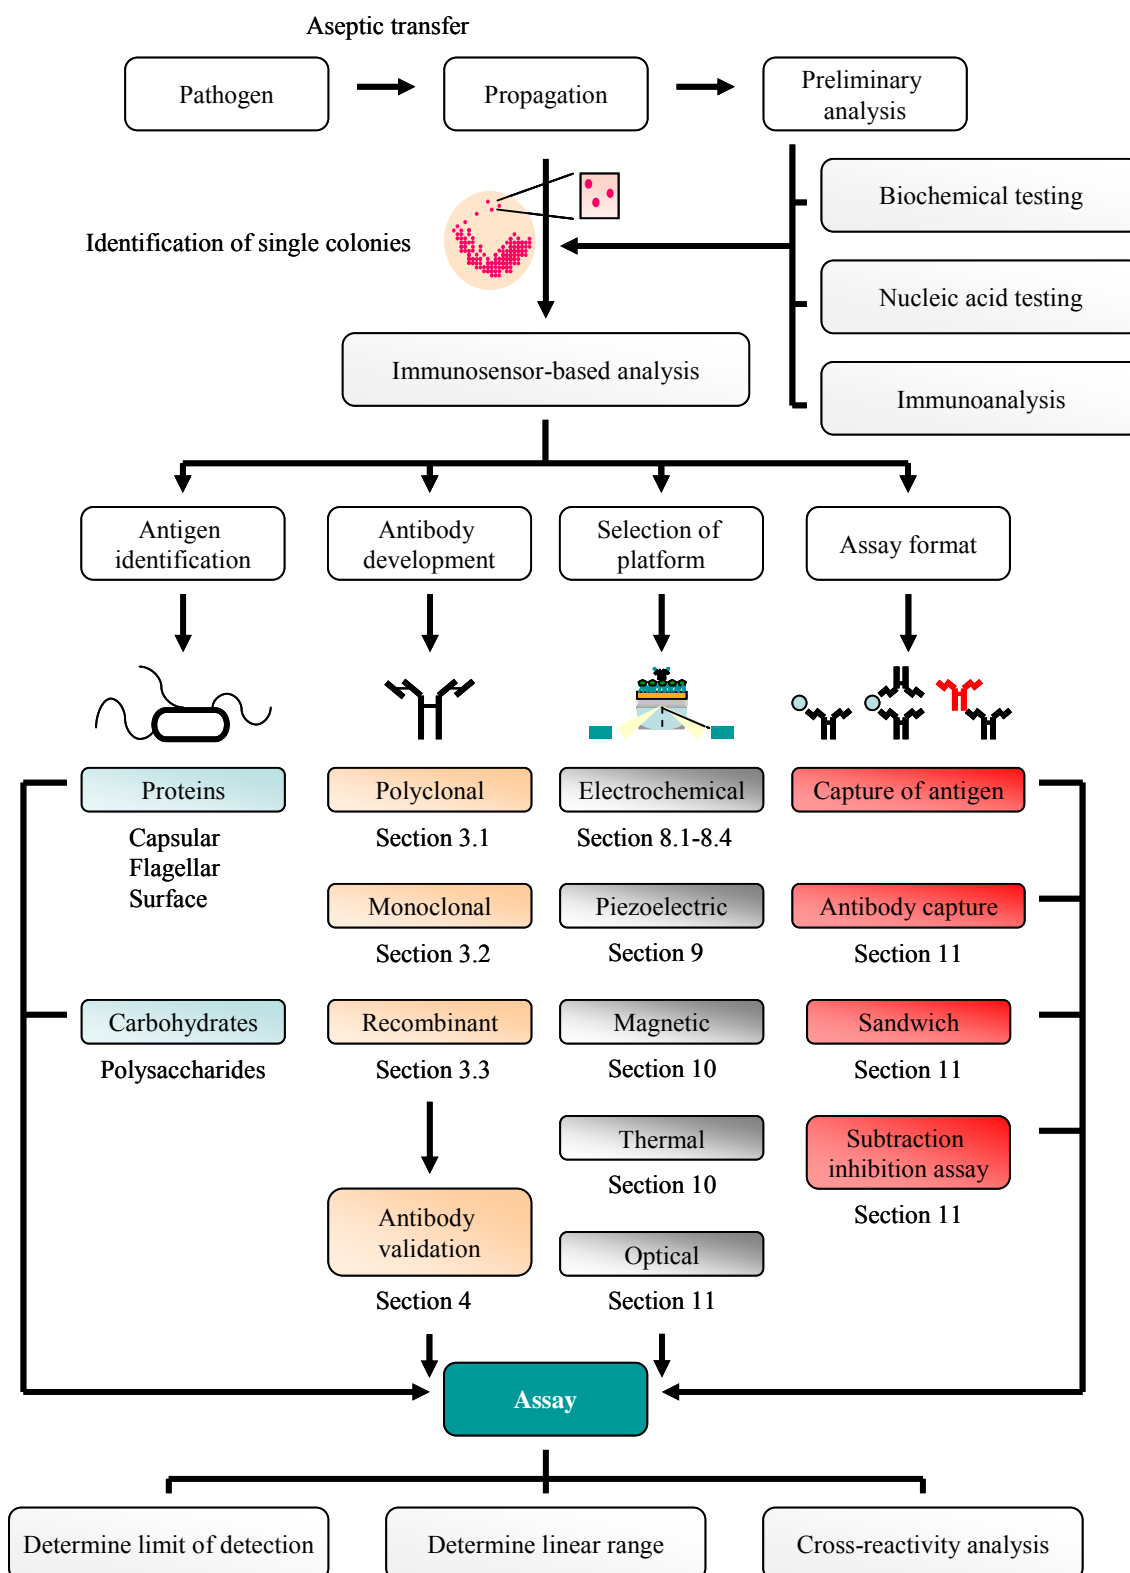 Aseptic transfer
Pathogen
Propagation
Preliminary
analysis
Biochemical testing
Identification of single colonies
Nucleic acid testing
Immunosensor-based analysis
Immunoanalysis
Antigen
identification
Antibody
development
Selection of
platform
Assay format
Proteins
Capsular
Flagellar
Surface
Carbohydrates
Polysaccharides
Polyclonal
Section 3.1
Monoclonal
Section 3.2
Recombinant
Section 3.3
Antibody
validation
Section 4
Electrochemical
Section 8.1-8.4
Piezoelectric
Section 9
Magnetic
Section 10
Thermal
Section 10
Optical
Section 11
Capture of antigen
Antibody capture
Section 11
Sandwich
Section 11
Subtraction
inhibition assay
Section 11
Assay
Determine limit of detection
Determine linear range
Cross-reactivity analysis